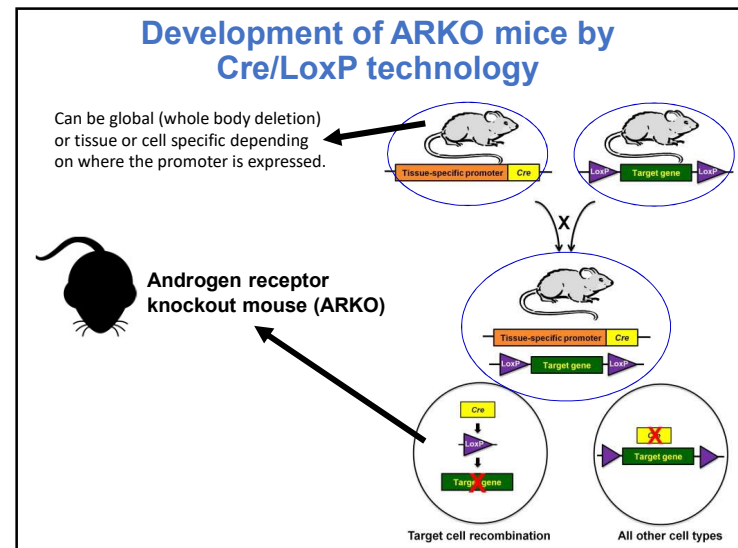 Development of ARKO mice by
Cre/LoxP technology
Can be global (whole body deletion)
or tissue or cell specific depending
on where the promoter is expressed.
Tissue-specific promoter Cre
LoxP Target gene LoxP
X
Androgen receptor
knockout mouse (ARKO)
Tissue-specific promoter Cre
LoxP Target gene LoxP
Cre
LoxP
Target gene
Cre
Target gene
Target cell recombination
All other cell types